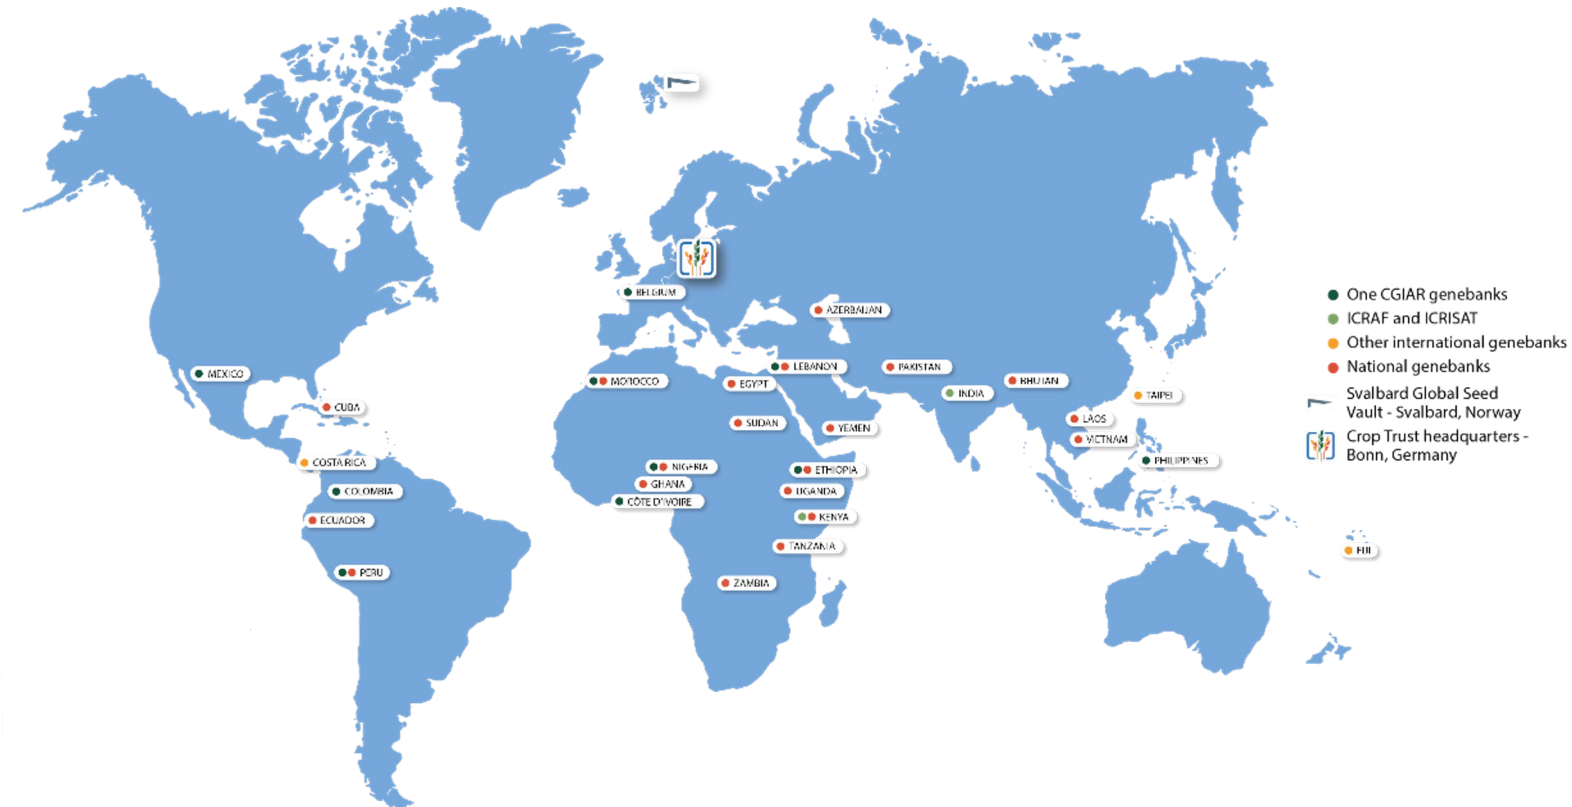 BELGIUM
AZERBAIJAN
LEBANON
PAKISTAN
MEXICO
MOROCCO
EGYPT
BHUTAN
INDIA
TAIPEI
CUBA
SUDAN
YEMEN
LAOS
VIETNAM
COSTA RICA
NIGERIA
ETHIOPIA
PHILIPPINES
GHANA
COLOMBIA
UGANDA
CÔTE D'IVOIRE
ECUADOR
KENYA
TANZANIA
FIJI
PERU
ZAMBIA
One CGIAR genebanks
ICRAF and ICRISAT
Other international genebanks
National genebanks
Svalbard Global Seed
Vault - Svalbard, Norway
Crop Trust headquarters -
Bonn, Germany